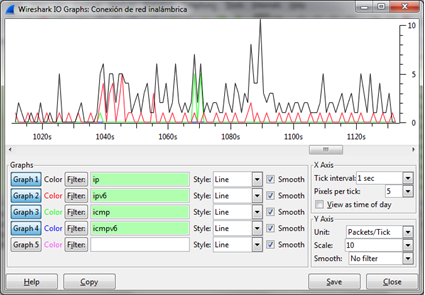 Wireshark IO Graphs: Conexión de red inalámbrica
10
5
0
1020s 1040s 1060s 1080s 1100s 1120s
Graphs
Graph 1 Color Filter: ip Style: Line Smooth
Graph 2 Color Filter: ipv6 Style: Line Smooth
Graph 3 Color Filter: icmp Style: Line Smooth
Graph 4 Color Filter: icmpv6 Style: Line Smooth
Graph 5 Color Filter: Style: Line Smooth
X Axis
Tick interval: 1 sec
Pixels per tick: 5
View as time of day
Y Axis
Unit: Packets/Tick
Scale: 10
Smooth: No filter
Help Copy Save Close